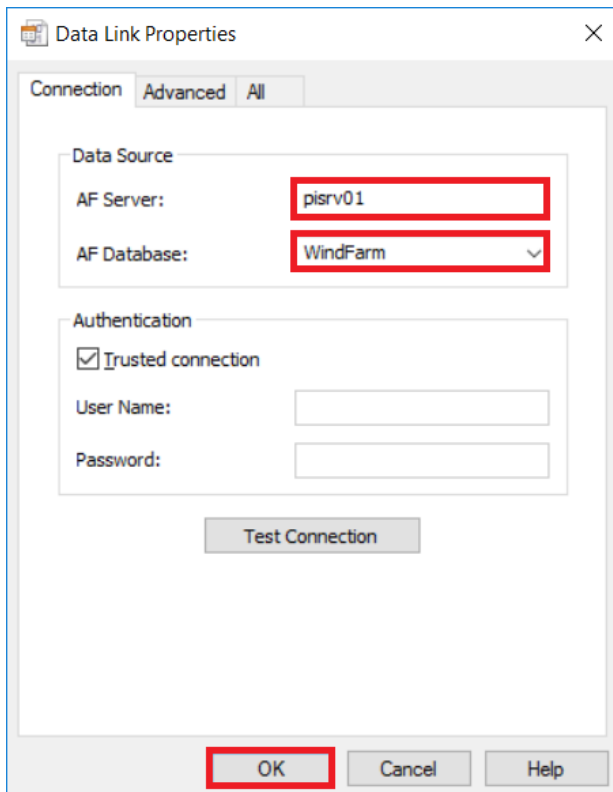 Data Link Properties
Connection Advanced All
Data Source
AF Server: pisrv01
AF Database: WindFarm
Authentication
Trusted connection
User Name:
Password:
Test Connection
OK Cancel Help